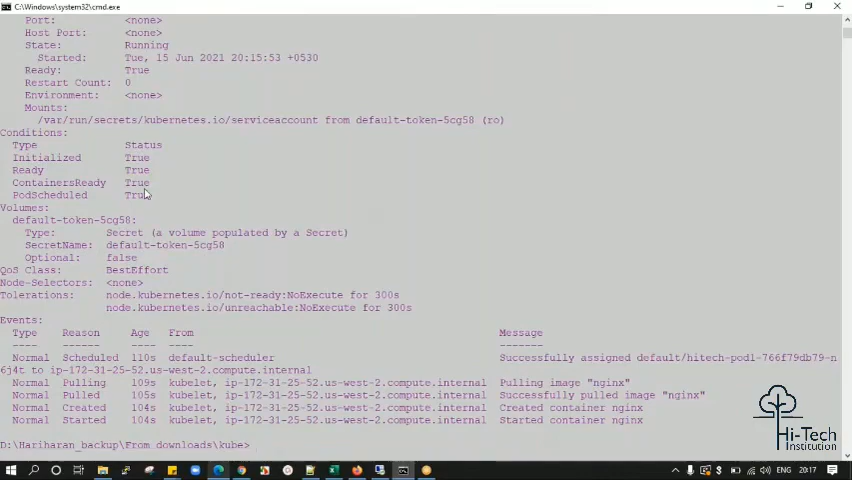 C:\Windows\system32\cmd.exe
Port: <none>
Host Port: <none>
State: Running
Started: Tue, 15 Jun 2021 20:15:53 +0530
Ready: True
Restart Count: 0
Environment: <none>
Mounts:
/var/run/secrets/kubernetes.io/serviceaccount from default-token-5cg58 (ro)
Conditions:
Type Status
Initialized True
Ready True
ContainersReady True
PodScheduled True
Volumes:
default-token-5cg58:
Type: Secret (a volume populated by a Secret)
SecretName: default-token-5cg58
Optional: false
QoS Class: BestEffort
Node-Selectors: <none>
Tolerations: node.kubernetes.io/not-ready:NoExecute for 300s
node.kubernetes.io/unreachable:NoExecute for 300s
Events:
Type Reason Age From Message
---- ------ ---- ---- -------
Normal Scheduled 110s default-scheduler Successfully assigned default/hitech-pod1-766f79db79-n
6j4t to ip-172-31-25-52.us-west-2.compute.internal
Normal Pulling 109s kubelet, ip-172-31-25-52.us-west-2.compute.internal Pulling image "nginx"
Normal Pulled 105s kubelet, ip-172-31-25-52.us-west-2.compute.internal Successfully pulled image "nginx"
Normal Created 104s kubelet, ip-172-31-25-52.us-west-2.compute.internal Created container nginx
Normal Started 104s kubelet, ip-172-31-25-52.us-west-2.compute.internal Started container nginx
D:\Hariharan_backup\From downloads\kube>
Hi-Tech
Institution
ENG 20:17